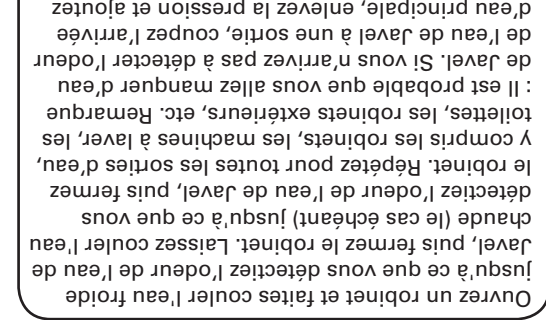 Ouvrez un robinet et faites couler l'eau froide
jusqu'à ce que vous détectiez l'odeur de l'eau de
Javel, puis fermez le robinet. Laissez couler l'eau
chaude (le cas échéant) jusqu'à ce que vous
détectiez l'odeur de l'eau de Javel, puis fermez
le robinet. Répétez pour toutes les sorties d'eau,
y compris les robinets, les machines à laver, les
toilettes, les robinets extérieurs, etc. Remarque
: Il est probable que vous allez manquer d'eau
de Javel. Si vous n'arrivez pas à détecter l'odeur
de l'eau de Javel à une sortie, coupez l'arrivée
d'eau principale, enlevez la pression et ajoutez